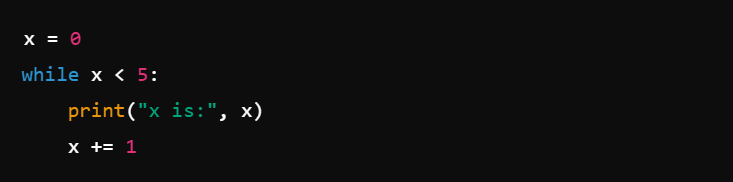 x = 0
while x < 5:
    print("x is:", x)
    x += 1